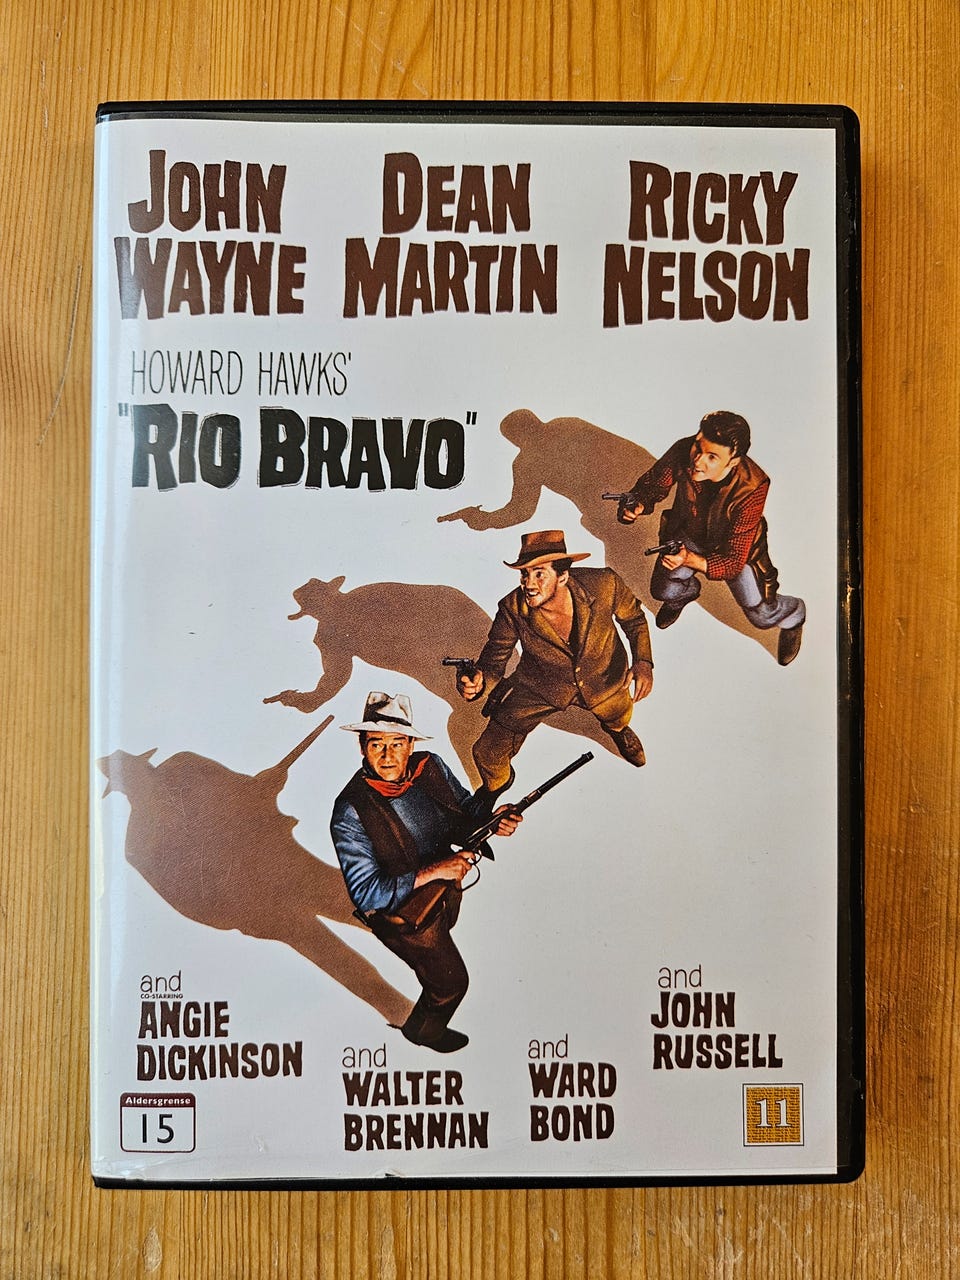 JOHN WAYNE
DEAN MARTIN
RICKY NELSON
HOWARD HAWKS'
"RIO BRAVO"
and
CO-STARRING
ANGIE
DICKINSON
and
WALTER
BRENNAN
and
WARD
BOND
and
JOHN
RUSSELL
Aldersgrense
15
11